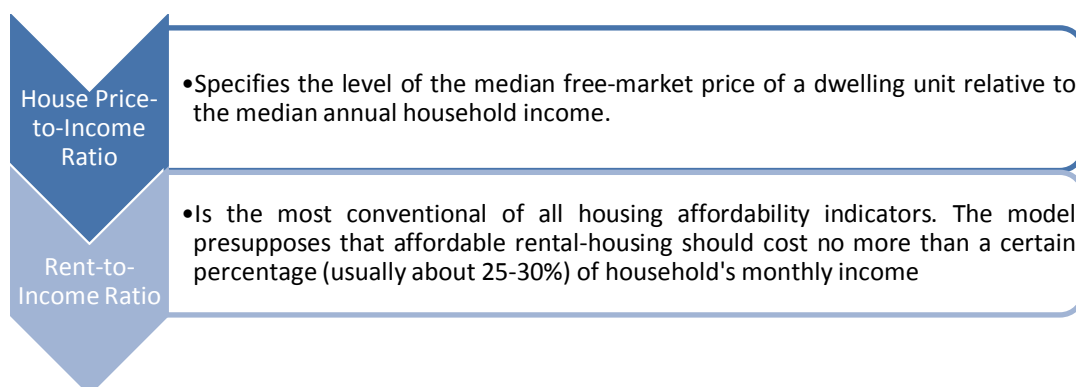 House Price-
to-Income
Ratio
•Specifies the level of the median free-market price of a dwelling unit relative to
the median annual household income.
Rent-to-
Income Ratio
•Is the most conventional of all housing affordability indicators. The model
presupposes that affordable rental-housing should cost no more than a certain
percentage (usually about 25-30%) of household's monthly income